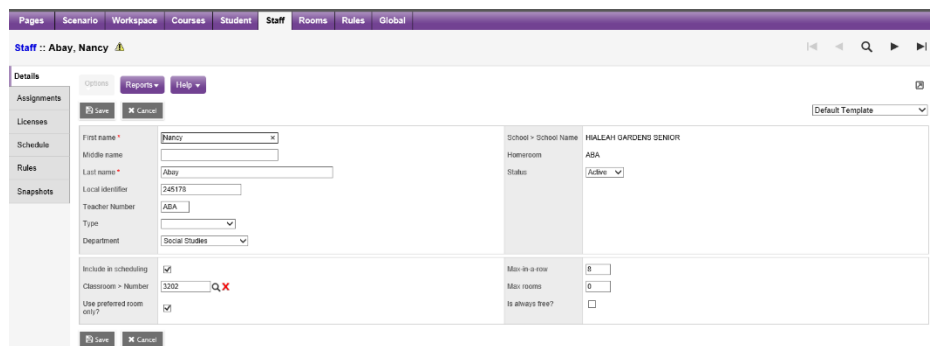 Pages Scenario Workspace Courses Student Staff Rooms Rules Global
Staff :: Abay, Nancy
Details
Assignments
Licenses
Schedule
Rules
Snapshots
Options Reports Help
Save Cancel
Default Template
First name * Nancy
School > School Name HIALEAH GARDENS SENIOR
Middle name
Homeroom ABA
Last name * Abay
Status Active
Local identifier 245178
Teacher Number ABA
Type
Department Social Studies
Include in scheduling
Max-in-a-row 8
Classroom > Number 3202
Max rooms 0
Use preferred room
only?
Is always free?
Save Cancel